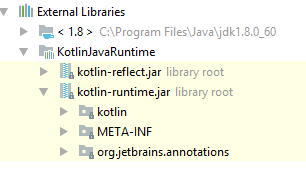 External Libraries
< 1.8 > C:\Program Files\Java\jdk1.8.0_60
KotlinJavaRuntime
kotlin-reflect.jar library root
kotlin-runtime.jar library root
kotlin
META-INF
org.jetbrains.annotations